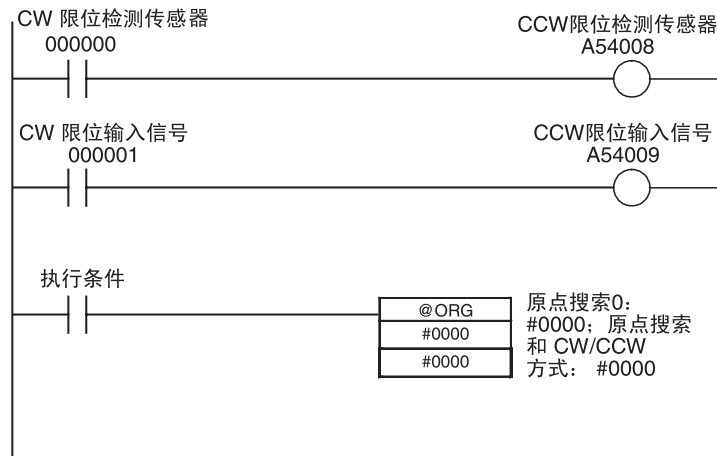 CW 限位检测传感器
000000
CCW限位检测传感器
A54008
CW 限位输入信号
000001
CCW限位输入信号
A54009
执行条件
@ORG
#0000
#0000
原点搜索0：
#0000；原点搜索
和 CW/CCW
方式： #0000